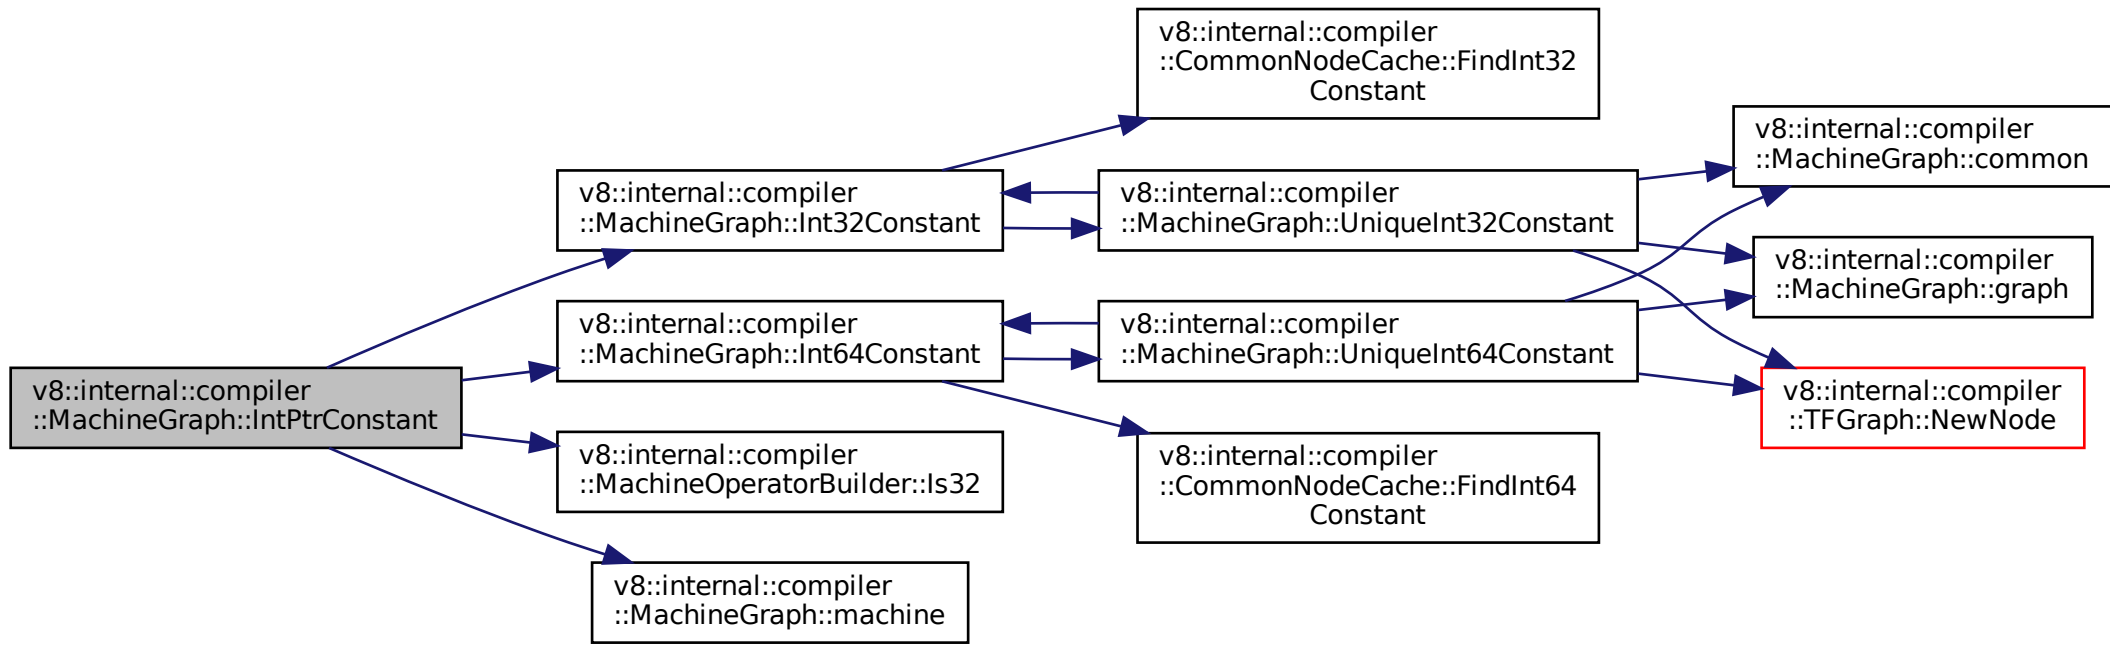 v8::internal::compiler
::MachineGraph::IntPtrConstant
v8::internal::compiler
::MachineGraph::Int32Constant
v8::internal::compiler
::MachineGraph::Int64Constant
v8::internal::compiler
::MachineOperatorBuilder::Is32
v8::internal::compiler
::MachineGraph::machine
v8::internal::compiler
::CommonNodeCache::FindInt32
Constant
v8::internal::compiler
::MachineGraph::UniqueInt32Constant
v8::internal::compiler
::MachineGraph::UniqueInt64Constant
v8::internal::compiler
::CommonNodeCache::FindInt64
Constant
v8::internal::compiler
::MachineGraph::common
v8::internal::compiler
::MachineGraph::graph
v8::internal::compiler
::TFGraph::NewNode